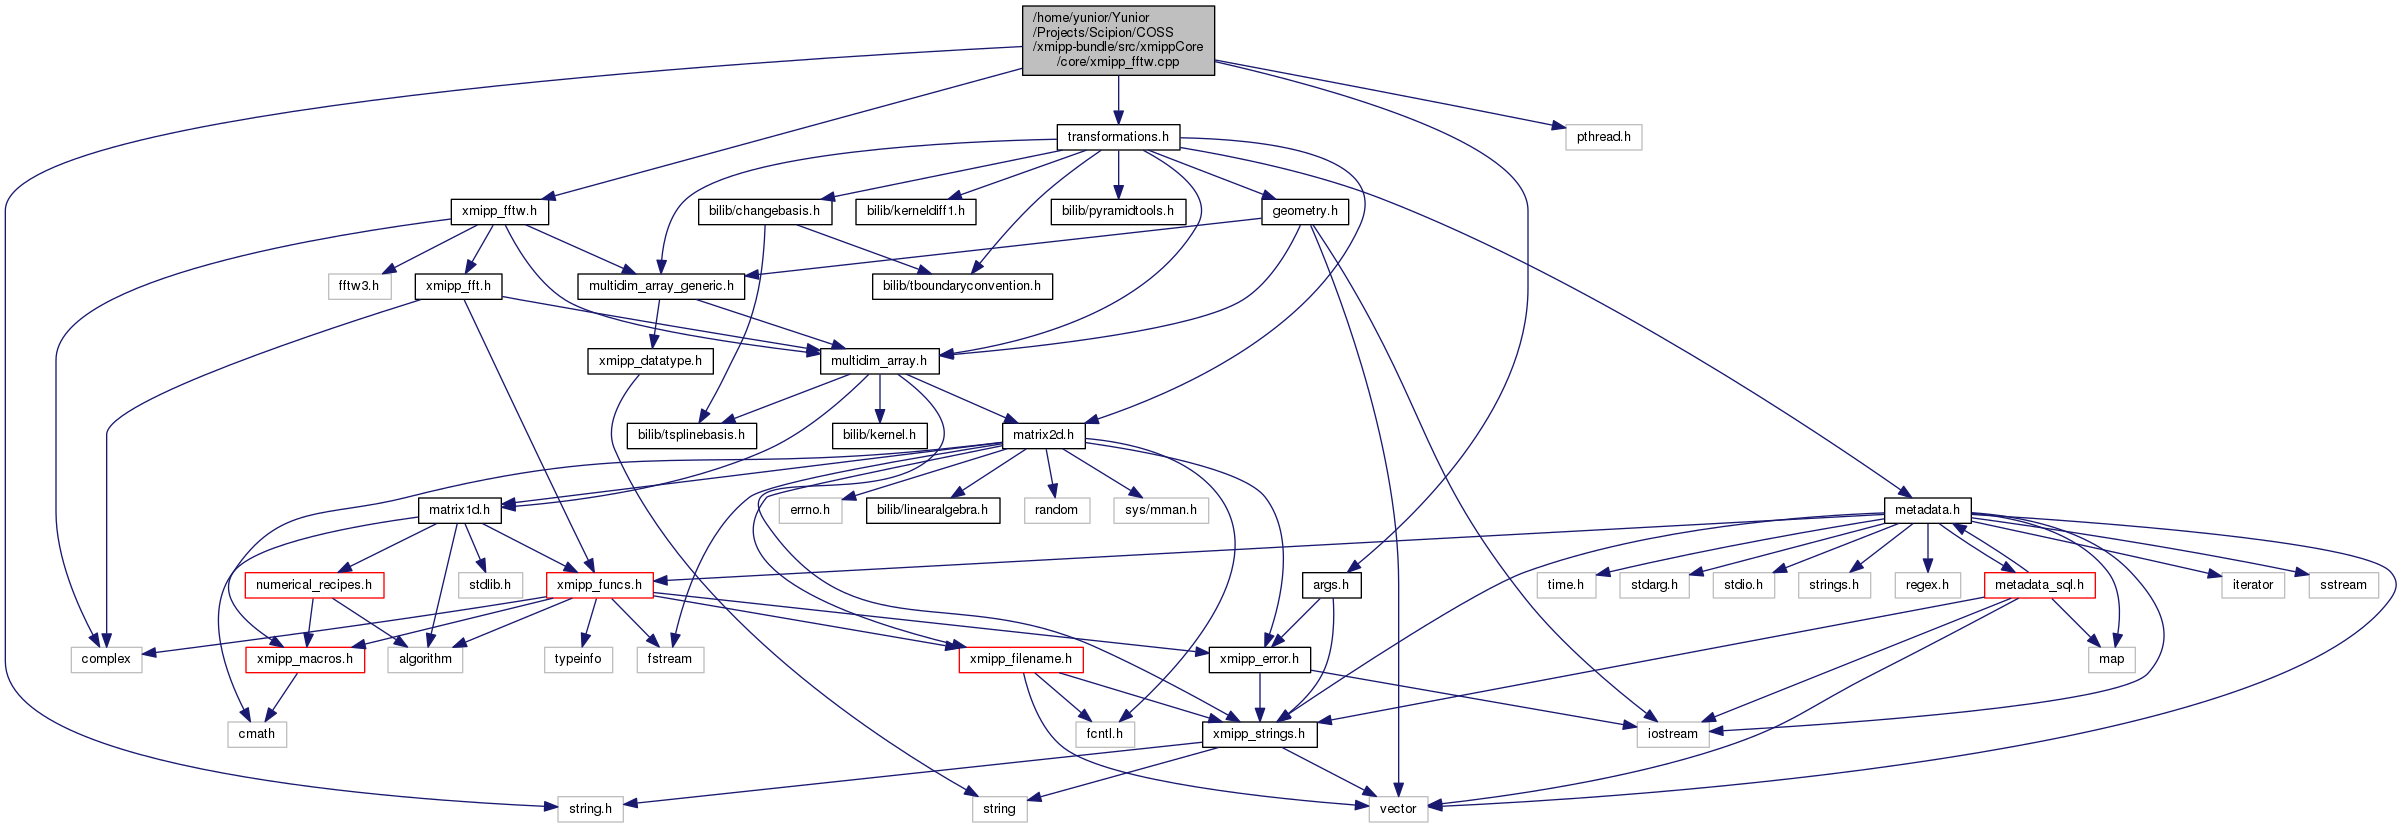 /home/yunior/Yunior
/Projects/Scipion/COSS
/xmipp-bundle/src/xmippCore
/core/xmipp_fftw.cpp
transformations.h
pthread.h
xmipp_fftw.h
bilib/changebasis.h
bilib/kerneldiff1.h
bilib/pyramidtools.h
geometry.h
fftw3.h
xmipp_fft.h
multidim_array_generic.h
bilib/tboundaryconvention.h
xmipp_datatype.h
multidim_array.h
bilib/tsplinebasis.h
bilib/kernel.h
matrix2d.h
matrix1d.h
errno.h
bilib/linearalgebra.h
random
sys/mman.h
metadata.h
numerical_recipes.h
stdlib.h
xmipp_funcs.h
args.h
time.h
stdarg.h
stdio.h
strings.h
regex.h
metadata_sql.h
iterator
sstream
complex
xmipp_macros.h
algorithm
typeinfo
fstream
xmipp_filename.h
xmipp_error.h
map
cmath
fcntl.h
xmipp_strings.h
iostream
string.h
string
vector